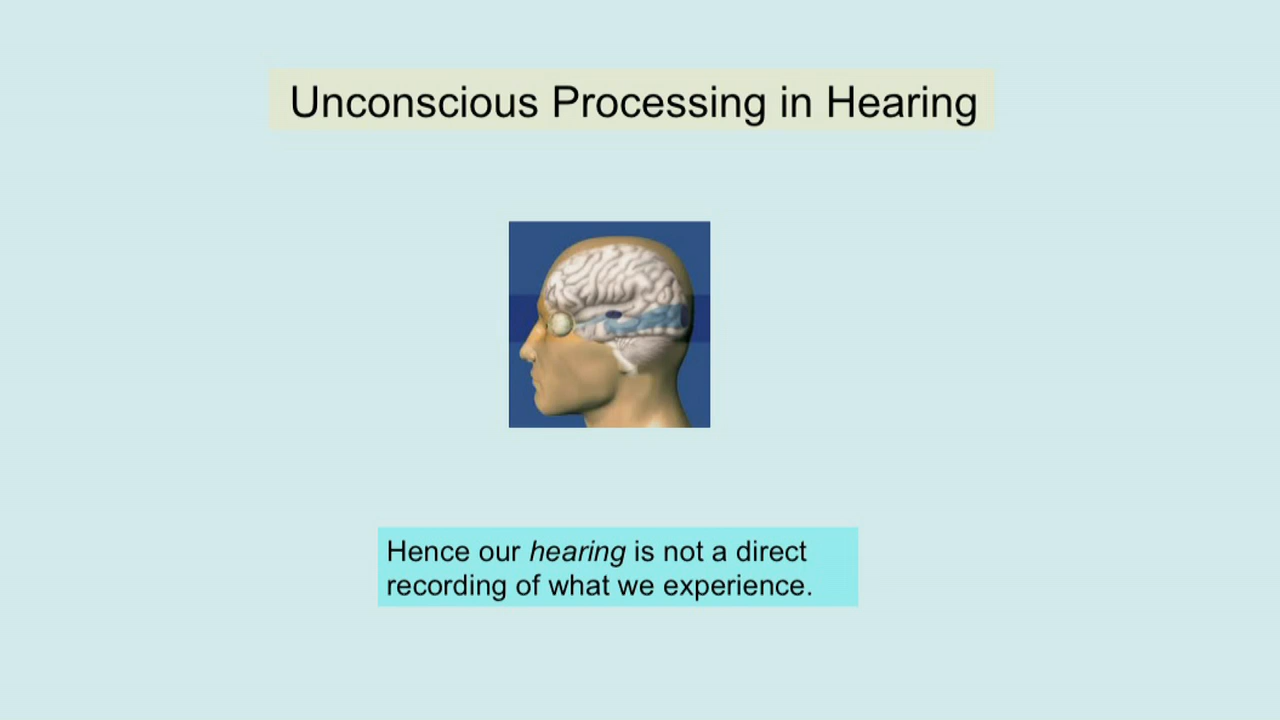 Unconscious Processing in Hearing
Hence our hearing is not a direct
recording of what we experience.